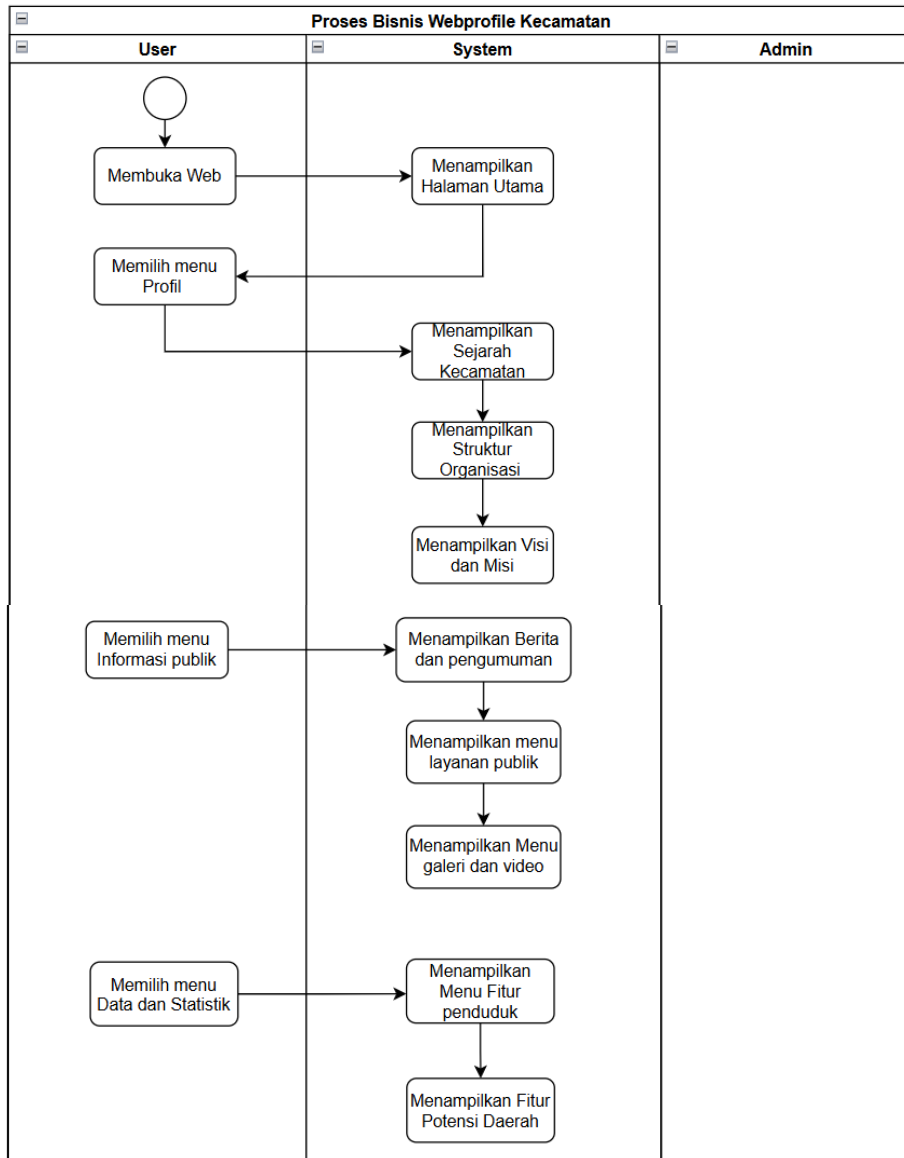 Proses Bisnis Webprofile Kecamatan
User
System
Admin
Membuka Web
Menampilkan
Halaman Utama
Memilih menu
Profil
Menampilkan
Sejarah
Kecamatan
Menampilkan
Struktur
Organisasi
Menampilkan Visi
dan Misi
Memilih menu
Informasi publik
Menampilkan Berita
dan pengumuman
Menampilkan menu
layanan publik
Menampilkan Menu
galeri dan video
Memilih menu
Data dan Statistik
Menampilkan
Menu Fitur
penduduk
Menampilkan Fitur
Potensi Daerah